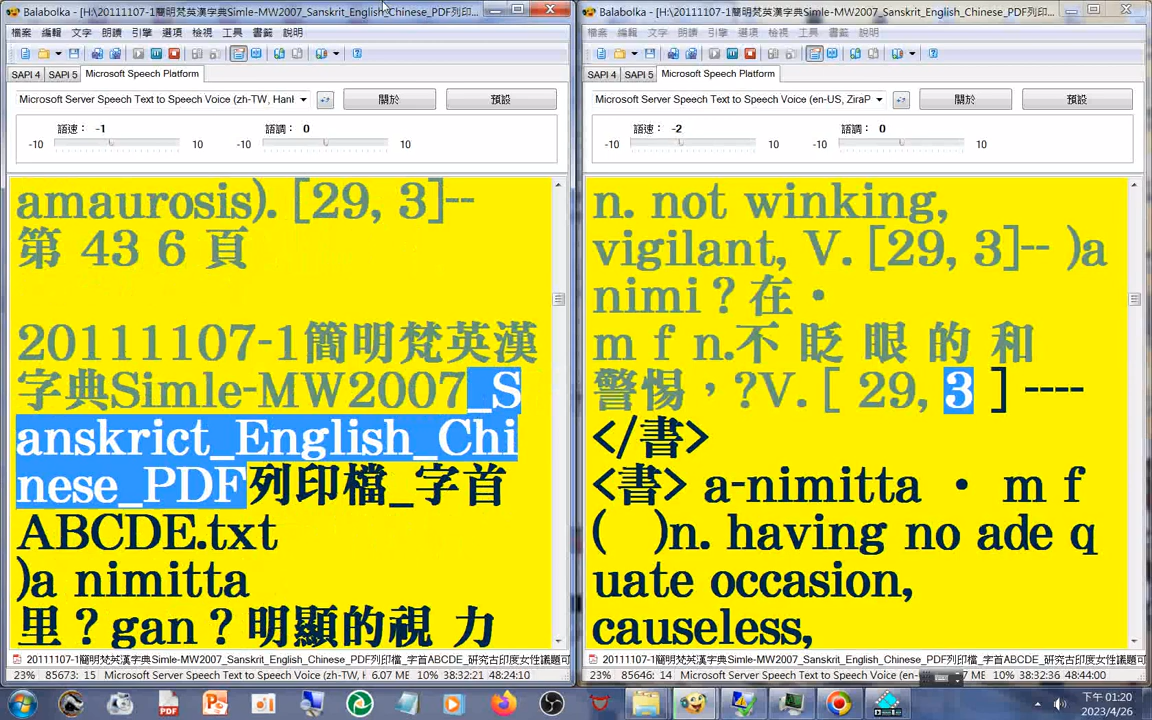 Balabolka - [H:\20111107-1簡明梵英漢字典Simle-MW2007_Sanskrit_English_Chinese_PDF列印...
檔案 編輯 文字 朗讀 引擎 選項 檢視 工具 書籤 說明
SAPI 4 SAPI 5 Microsoft Speech Platform
Microsoft Server Speech Text to Speech Voice (zh-TW, Hanl 關於 預設
語速： -1 語調： 0
-10 10 -10 10
amaurosis). [29, 3]--
第 43 6 頁
20111107-1簡明梵英漢
字典Simle-MW2007_S
anskrict_English_Chi
nese_PDF列印檔_字首
ABCDE.txt
)a nimitta
里？gan？明顯的視 力
20111107-1簡明梵英漢字典Simle-MW2007_Sanskrit_English_Chinese_PDF列印檔_字首ABCDE_研究古印度女性議題可
23% 85673: 15 Microsoft Server Speech Text to Speech Voice (zh-TW, H 6.07 ME 10% 38:32:21 48:24:10
Balabolka - [H:\20111107-1簡明梵英漢字典Simle-MW2007_Sanskrit_English_Chinese_PDF列印...
檔案 編輯 文字 朗讀 引擎 選項 檢視 工具 書籤 說明
SAPI 4 SAPI 5 Microsoft Speech Platform
Microsoft Server Speech Text to Speech Voice (en-US, ZiraP 關於 預設
語速： -2 語調： 0
-10 10 -10 10
n. not winking,
vigilant, V. [29, 3]-- )a
nimi？在・
m f n.不 眨 眼 的 和
警惕，?V. [ 29, 3 ] ----
</書>
<書> a-nimitta ・ m f
( )n. having no ade q
uate occasion,
causeless,
20111107-1簡明梵英漢字典Simle-MW2007_Sanskrit_English_Chinese_PDF列印檔_字首ABCDE_研究古印度女性議題可
23% 85646: 14 Microsoft Server Speech Text to Speech Voice (en-U ME 10% 38:32:36 48:44:00
下午 01:20
2023/4/26